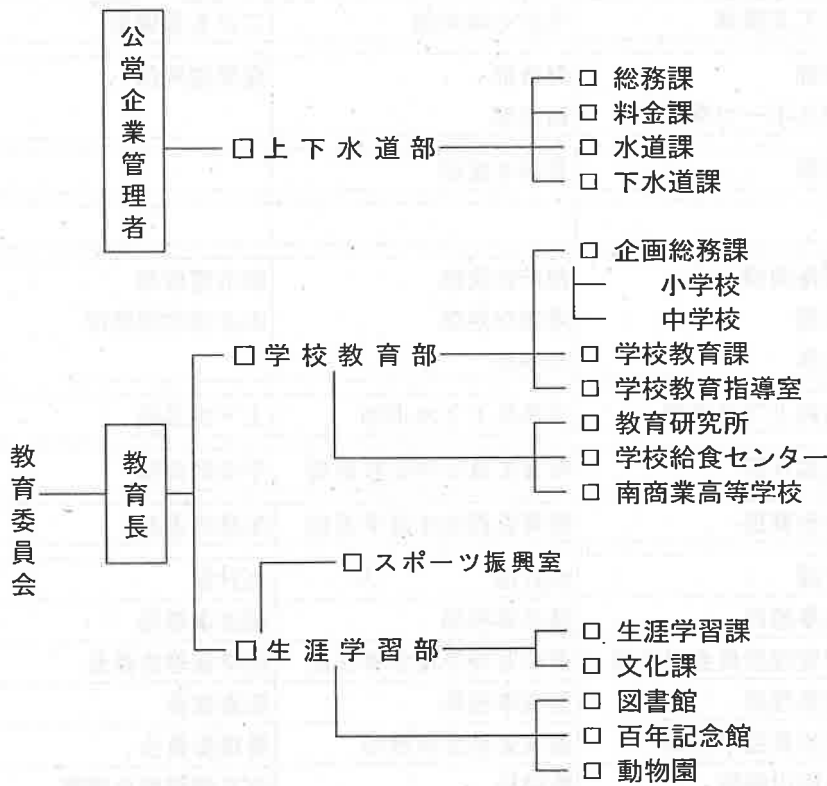 公営企業管理者
□上下水道部
□ 総務課
□ 料金課
□ 水道課
□ 下水道課
教育委員会
教育長
□学校教育部
□ 企画総務課
小学校
中学校
□ 学校教育課
□ 学校教育指導室
□ 教育研究所
□ 学校給食センター
□ 南商業高等学校
□スポーツ振興室
□生涯学習部
□ 生涯学習課
□ 文化課
□ 図書館
□ 百年記念館
□ 動物園